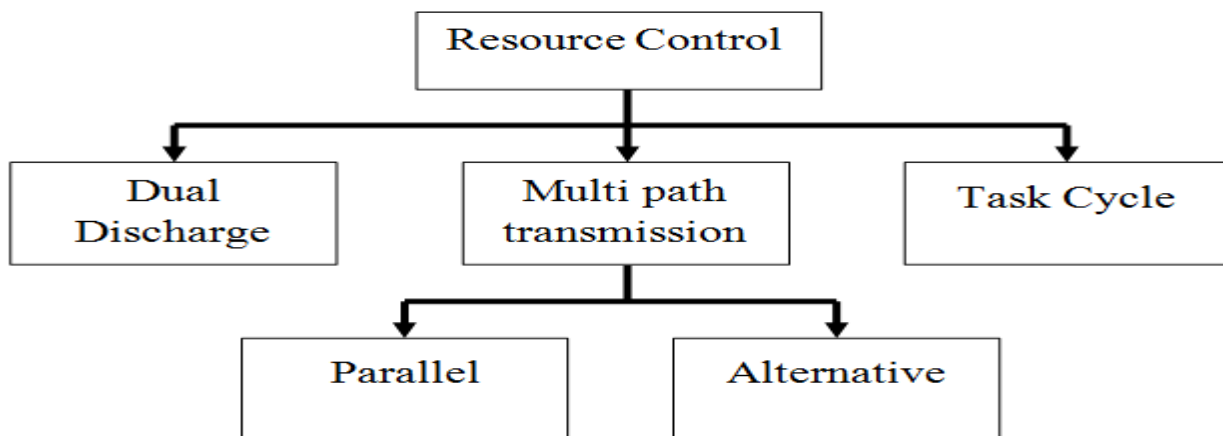 Resource Control
Dual
Discharge
Multi path
transmission
Task Cycle
Parallel
Alternative